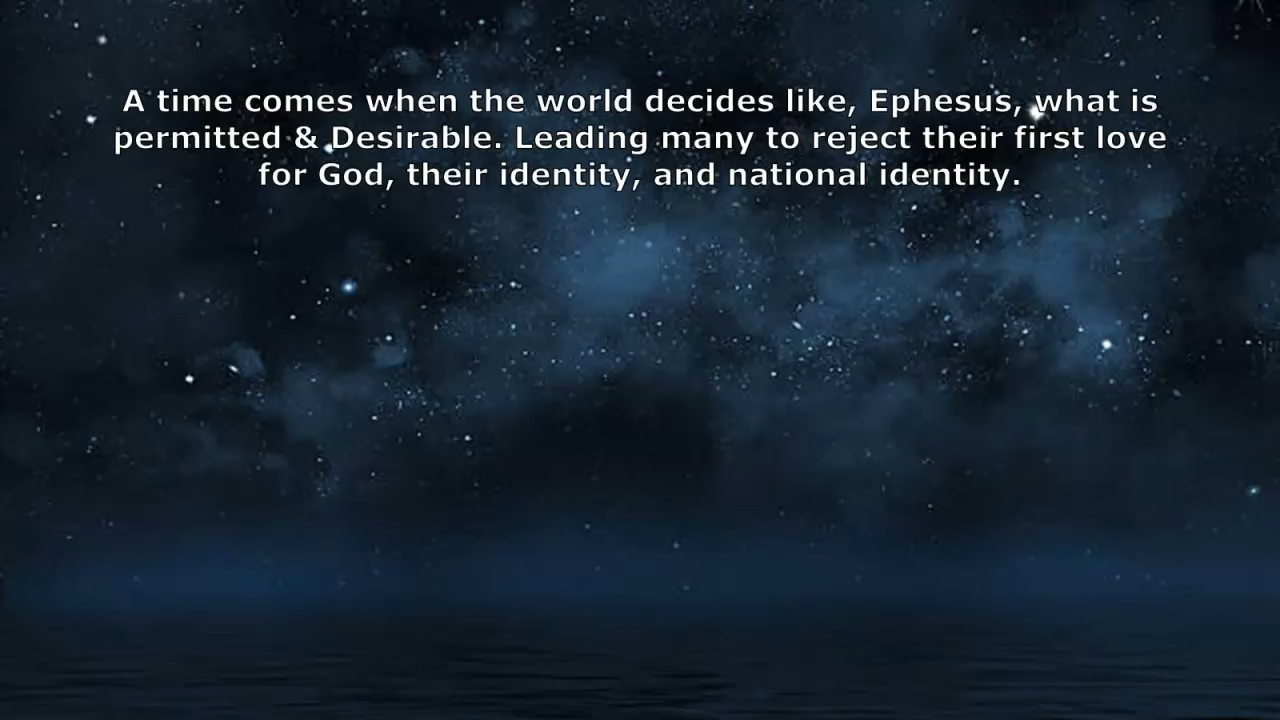 A time comes when the world decides like, Ephesus, what is
permitted & Desirable. Leading many to reject their first love
for God, their identity, and national identity.